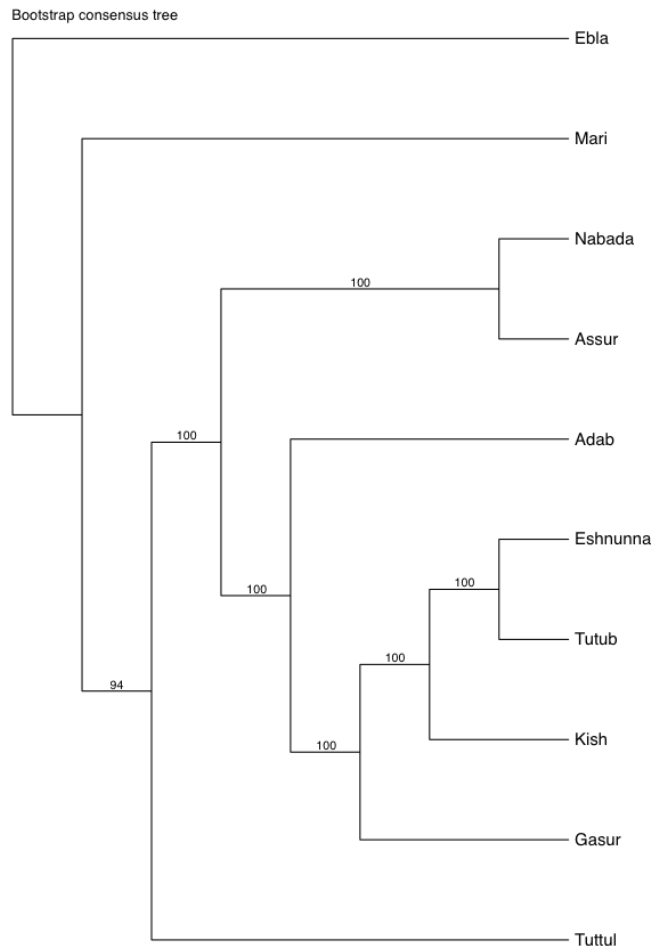 Bootstrap consensus tree
Ebla
Mari
Nabada
100
Assur
100
Adab
Eshnunna
100
100
Tutub
100
94
Kish
100
Gasur
Tuttul